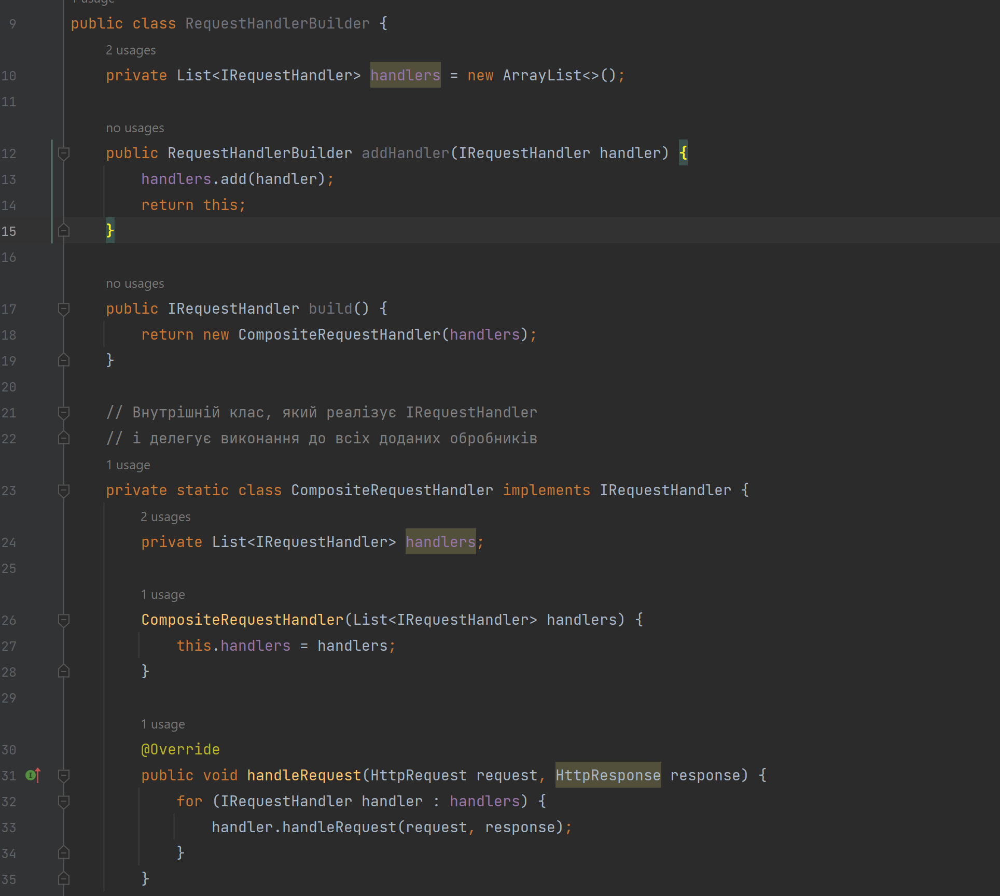 1 usage
9 public class RequestHandlerBuilder {
2 usages
10 private List<IRequestHandler> handlers = new ArrayList<>();
11
no usages
12 public RequestHandlerBuilder addHandler(IRequestHandler handler) {
13 handlers.add(handler);
14 return this;
15 }
16
no usages
17 public IRequestHandler build() {
18 return new CompositeRequestHandler(handlers);
19 }
20
21 // Внутрішній клас, який реалізує IRequestHandler
22 // і делегує виконання до всіх доданих обробників
1 usage
23 private static class CompositeRequestHandler implements IRequestHandler {
2 usages
24 private List<IRequestHandler> handlers;
25
1 usage
26 CompositeRequestHandler(List<IRequestHandler> handlers) {
27 this.handlers = handlers;
28 }
29
1 usage
30 @Override
31 public void handleRequest(HttpRequest request, HttpResponse response) {
32 for (IRequestHandler handler : handlers) {
33 handler.handleRequest(request, response);
34 }
35 }